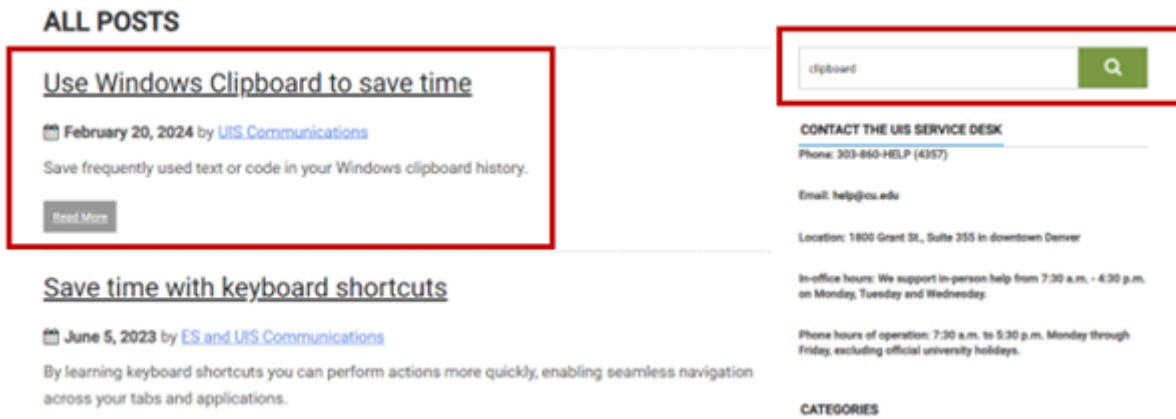 ALL POSTS
Use Windows Clipboard to save time
February 20, 2024 by UIS Communications
Save frequently used text or code in your Windows clipboard history.
Read More
Save time with keyboard shortcuts
June 5, 2023 by ES and UIS Communications
By learning keyboard shortcuts you can perform actions more quickly, enabling seamless navigation
across your tabs and applications.
clipboard
CONTACT THE UIS SERVICE DESK
Phone: 303-860-HELP (4357)
Email: help@cu.edu
Location: 1800 Grant St., Suite 355 in downtown Denver
In-office hours: We support in-person help from 7:30 a.m. - 4:30 p.m.
on Monday, Tuesday and Wednesday.
Phone hours of operation: 7:30 a.m. to 5:30 p.m. Monday through
Friday, excluding official university holidays.
CATEGORIES